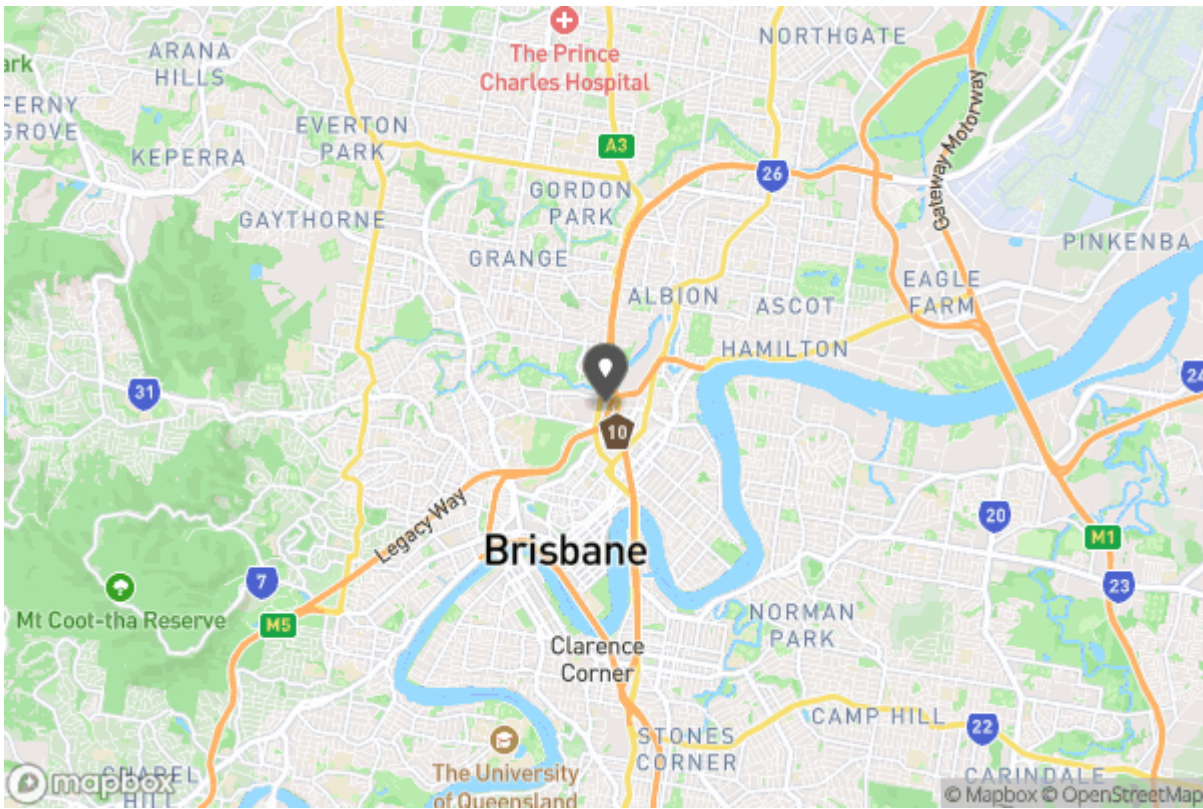 NORTHGATE
ARANA
HILLS
The Prince
Charles Hospital
ark
FERNY
GROVE
EVERTON
PARK
KEPERRA
A3
26
Gateway Motorway
GORDON
PARK
GAYTHORNE
PINKENBA
GRANGE
EAGLE
FARM
ALBION
ASCOT
HAMILTON
31
24
10
Legacy Way
20
Brisbane
M1
7
23
Mt Coot-tha Reserve
M5
NORMAN
PARK
Clarence
Corner
CAMP HILL
22
STONES
CORNER
The University
of Queensland
CHAPEL
HILL
CARINDALE
mapbox
© Mapbox © OpenStreetMap